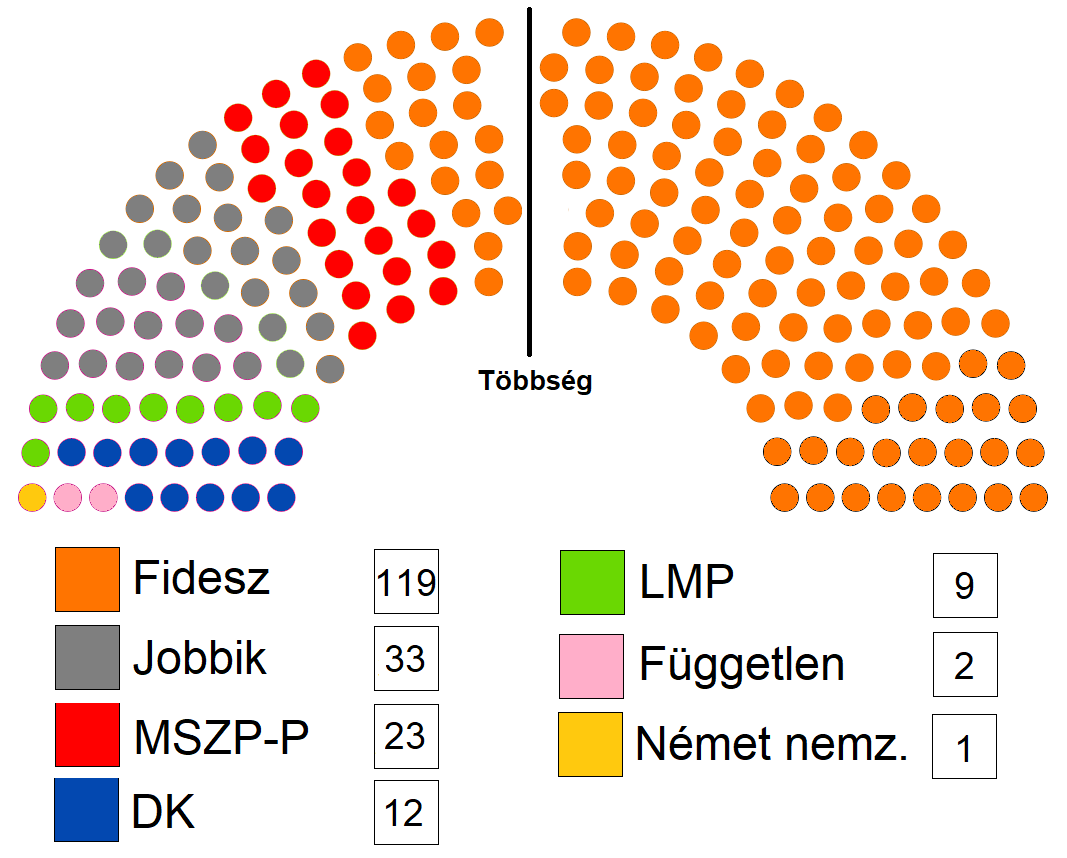 Többség
Fidesz 119
Jobbik 33
MSZP-P 23
DK 12
LMP 9
Független 2
Német nemz. 1